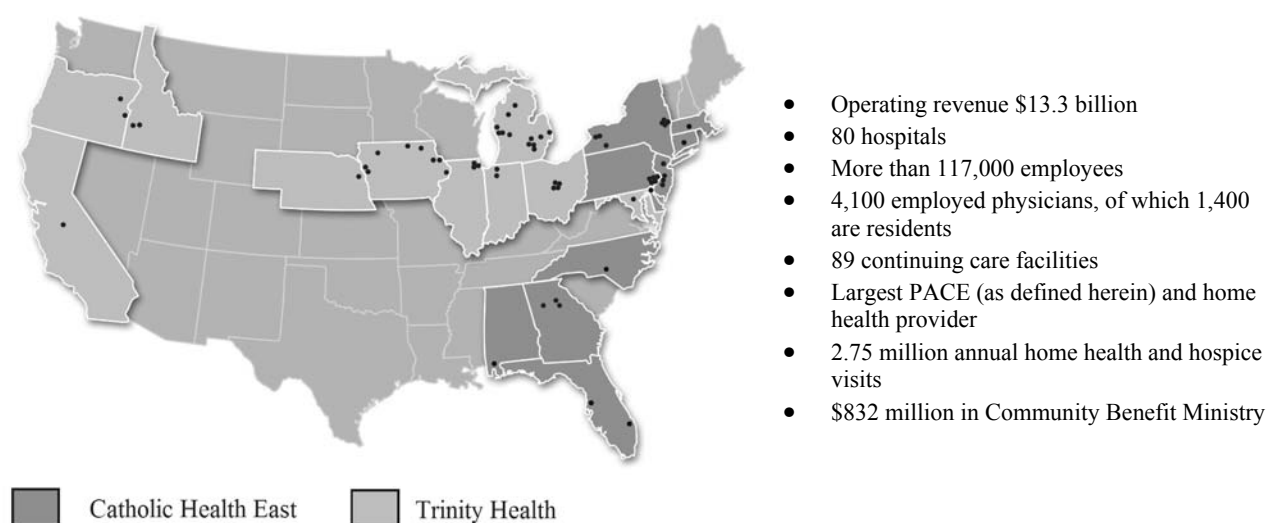 • Operating revenue $13.3 billion
• 80 hospitals
• More than 117,000 employees
• 4,100 employed physicians, of which 1,400
are residents
• 89 continuing care facilities
• Largest PACE (as defined herein) and home
health provider
• 2.75 million annual home health and hospice
visits
• $832 million in Community Benefit Ministry
Catholic Health East
Trinity Health